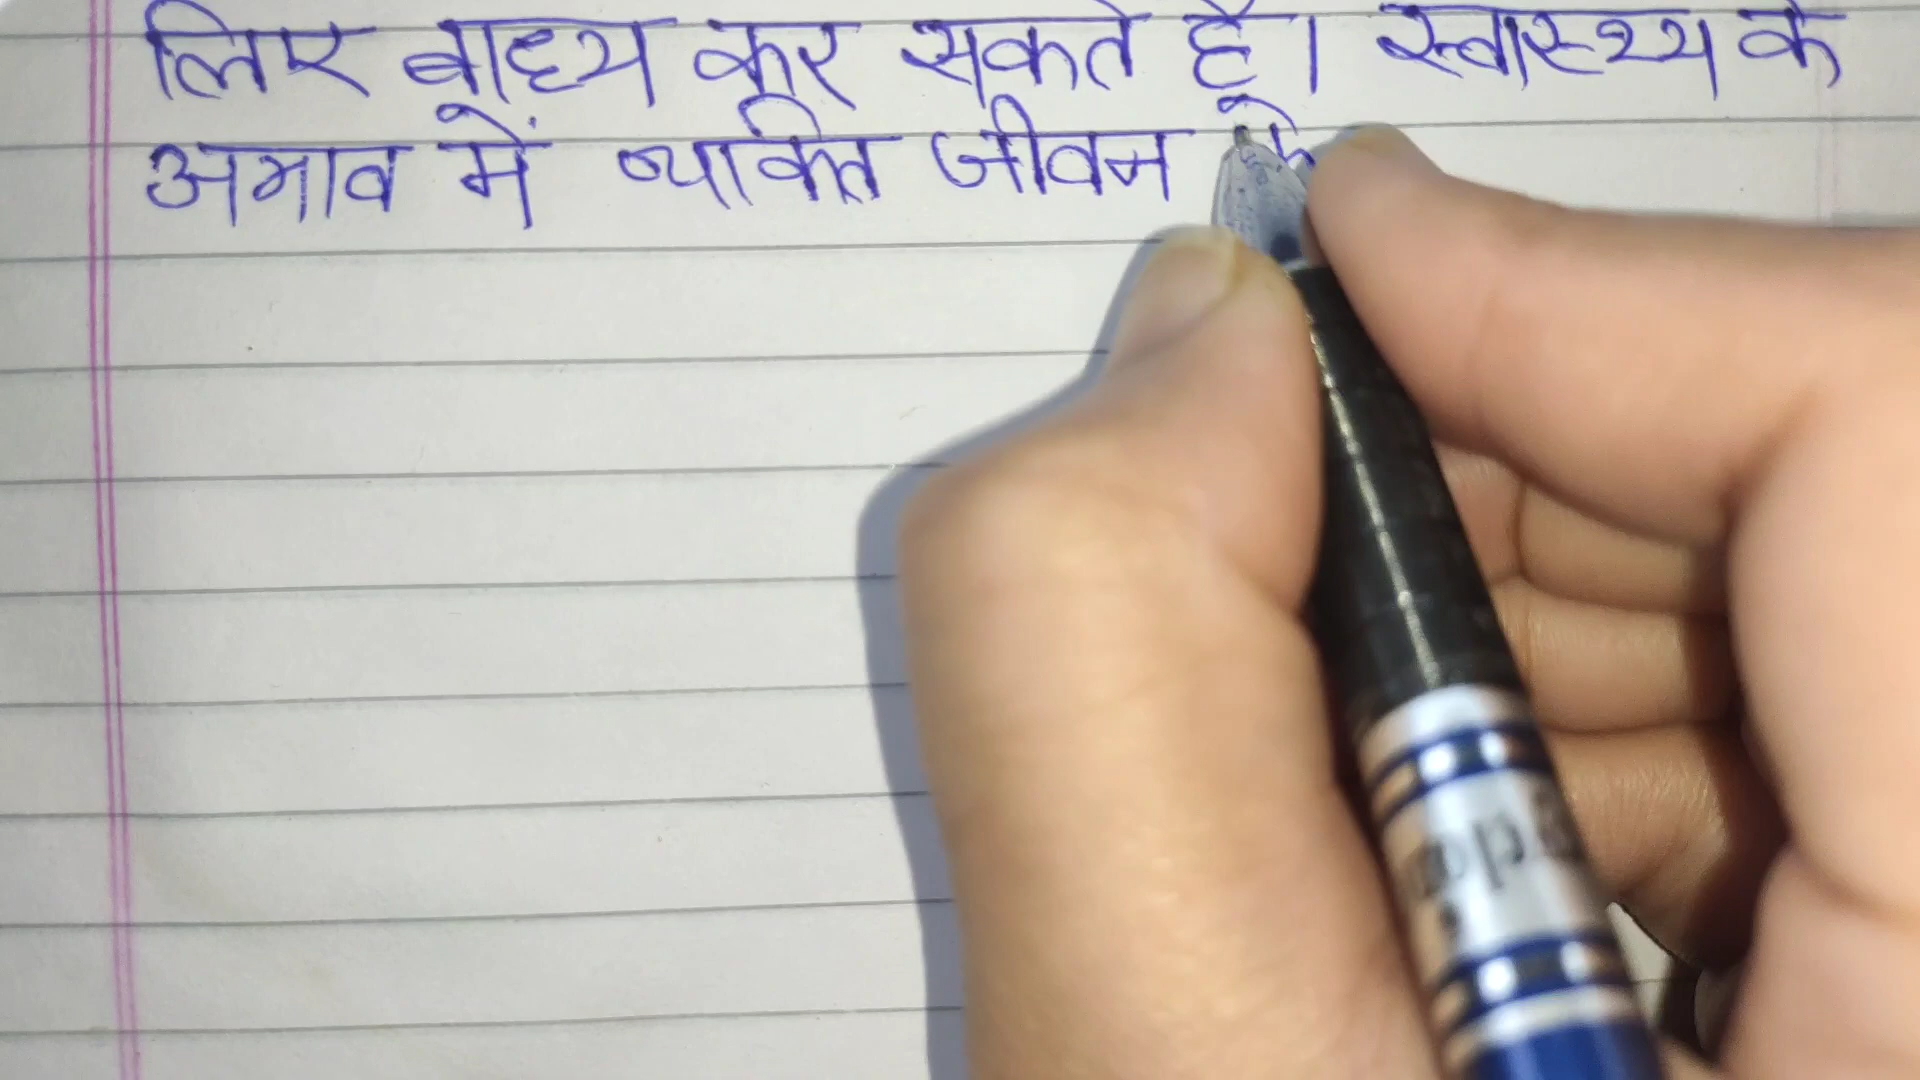 लिए बाध्य कर सकते हैं। स्वास्थ्य के
अभाव में व्यक्ति जीवन के